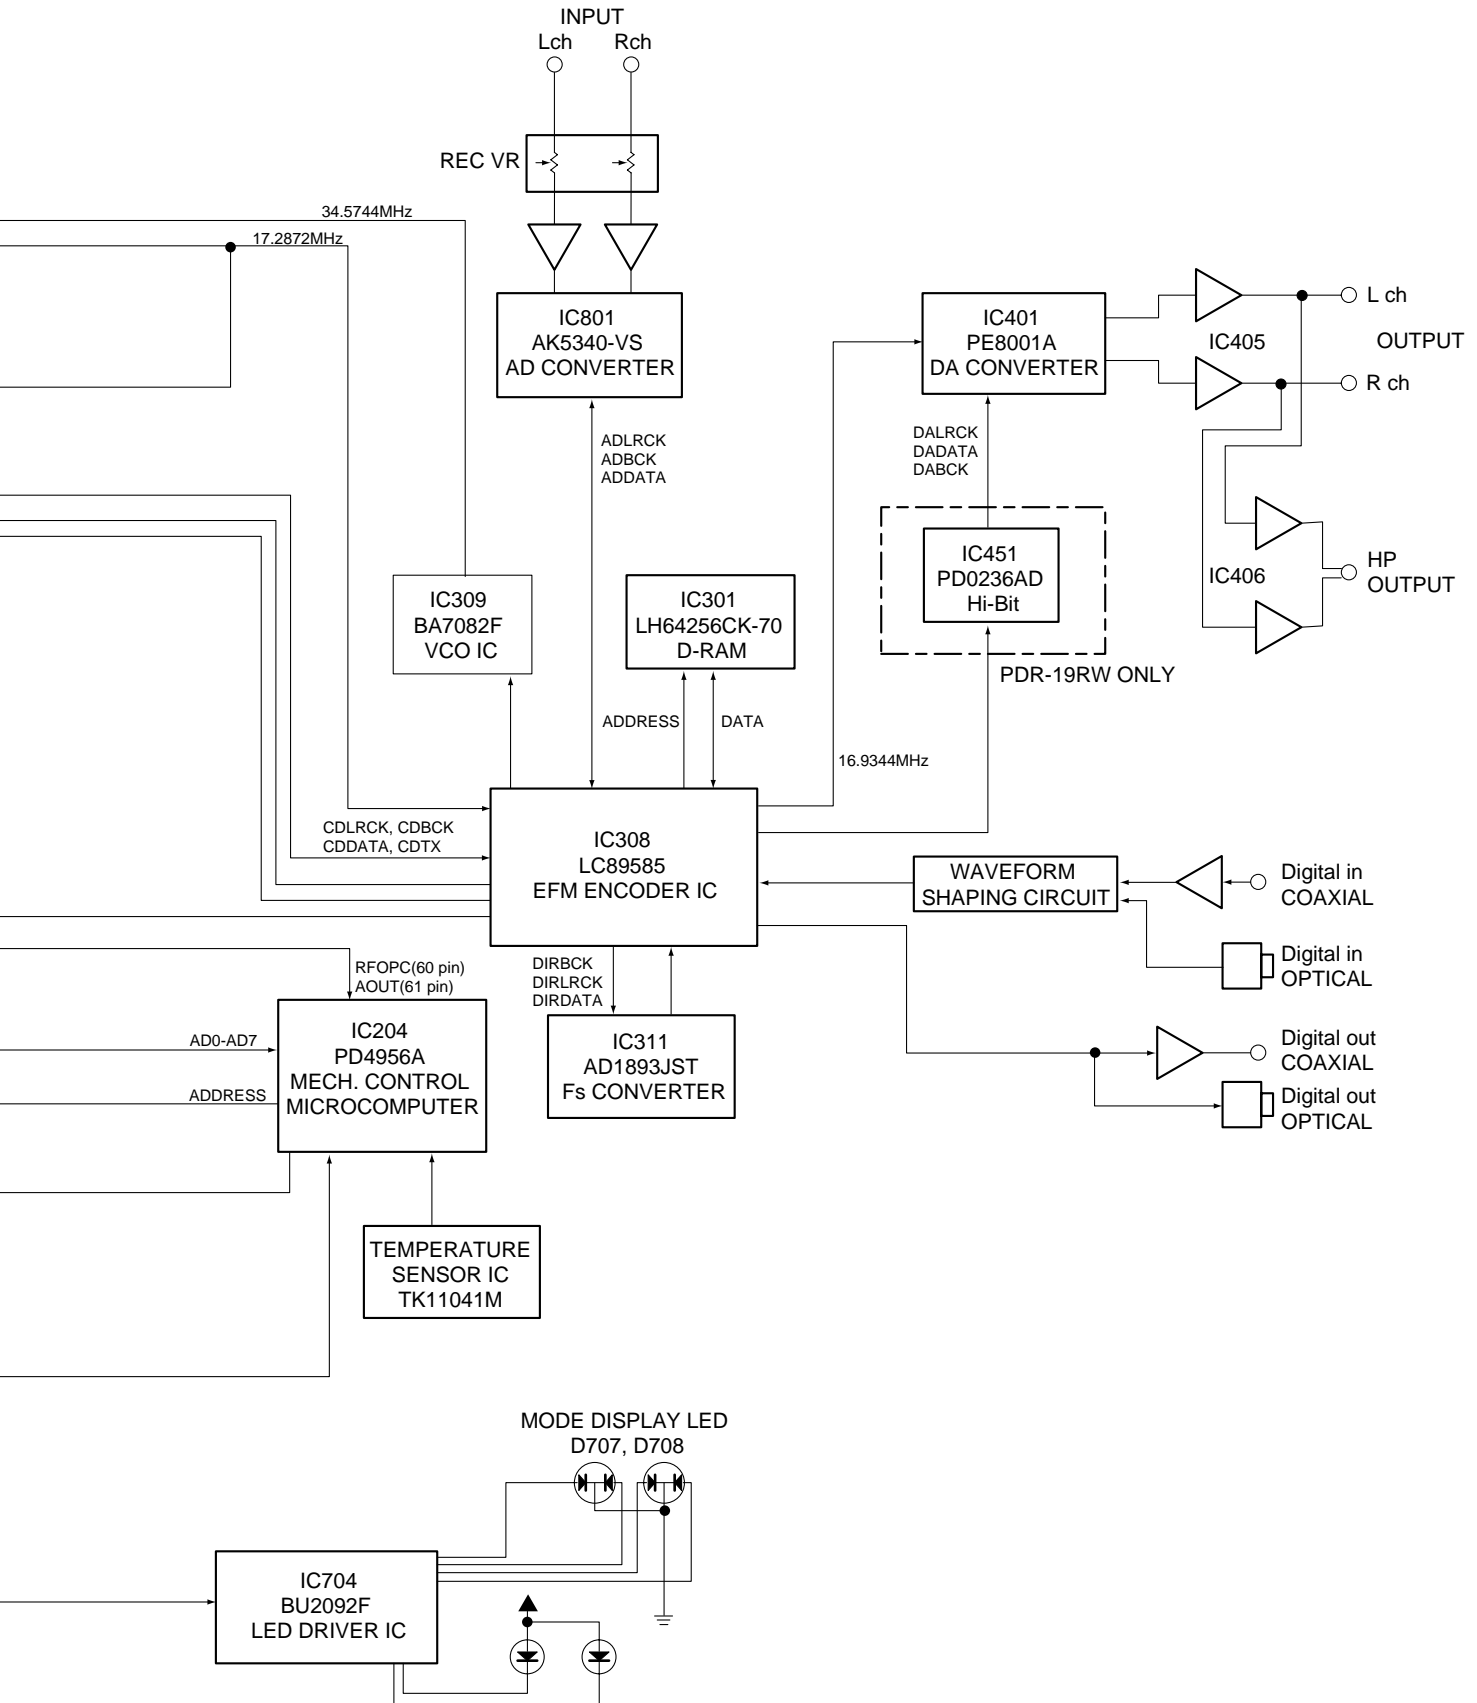 INPUT
Lch Rch
REC VR
34.5744MHz
17.2872MHz
IC801
AK5340-VS
AD CONVERTER
IC401
PE8001A
DA CONVERTER
L ch
IC405
OUTPUT
R ch
ADLRCK
ADBCK
ADDATA
DALRCK
DADATA
DABCK
IC451
PD0236AD
Hi-Bit
PDR-19RW ONLY
IC406
HP
OUTPUT
IC309
BA7082F
VCO IC
IC301
LH64256CK-70
D-RAM
ADDRESS
DATA
16.9344MHz
CDLRCK, CDBCK
CDDATA, CDTX
IC308
LC89585
EFM ENCODER IC
WAVEFORM
SHAPING CIRCUIT
Digital in
COAXIAL
Digital in
OPTICAL
Digital out
COAXIAL
Digital out
OPTICAL
RFOPC(60 pin)
AOUT(61 pin)
DIRBCK
DIRLRCK
DIRDATA
IC204
PD4956A
MECH. CONTROL
MICROCOMPUTER
AD0-AD7
ADDRESS
IC311
AD1893JST
Fs CONVERTER
TEMPERATURE
SENSOR IC
TK11041M
MODE DISPLAY LED
D707, D708
IC704
BU2092F
LED DRIVER IC